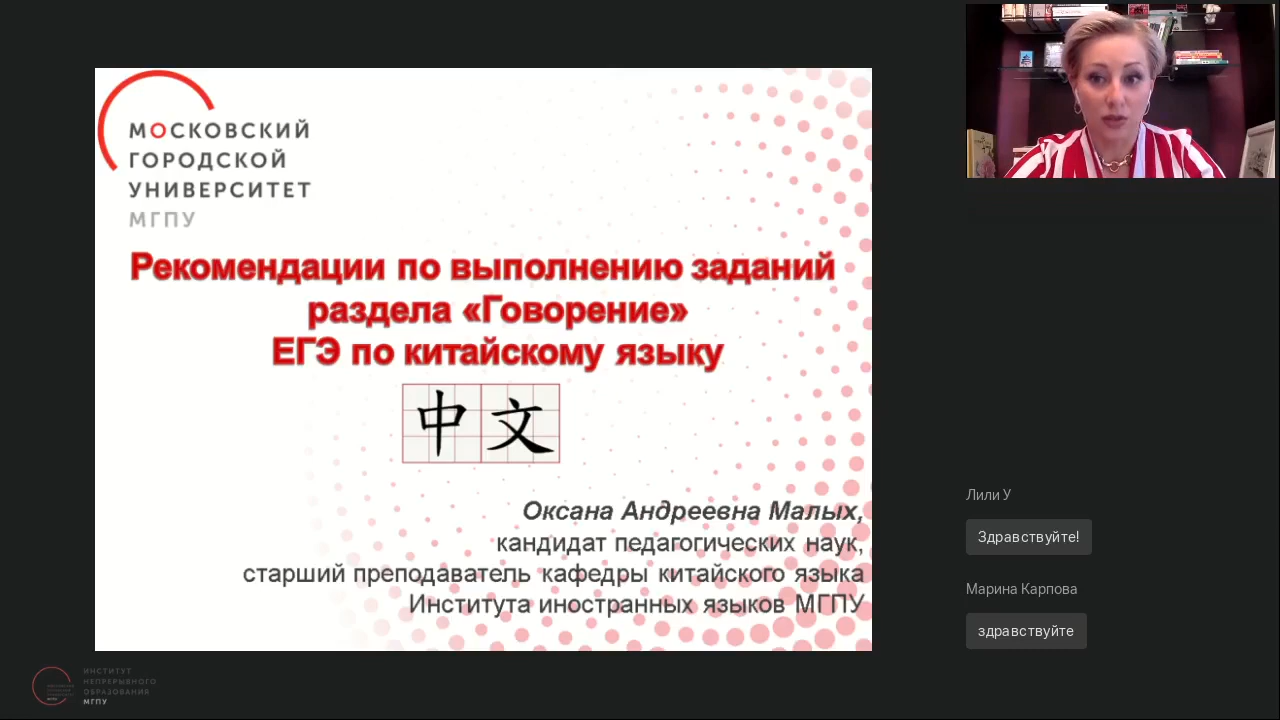 МОСКОВСКИЙ
ГОРОДСКОЙ
УНИВЕРСИТЕТ
МГПУ
Рекомендации по выполнению заданий
раздела «Говорение»
ЕГЭ по китайскому языку
中文
Оксана Андреевна Малых,
кандидат педагогических наук,
старший преподаватель кафедры китайского языка
Института иностранных языков МГПУ
Лили У
Здравствуйте!
Марина Карпова
здравствуйте
ИНСТИТУТ
НЕПРЕРЫВНОГО
ОБРАЗОВАНИЯ
МГПУ